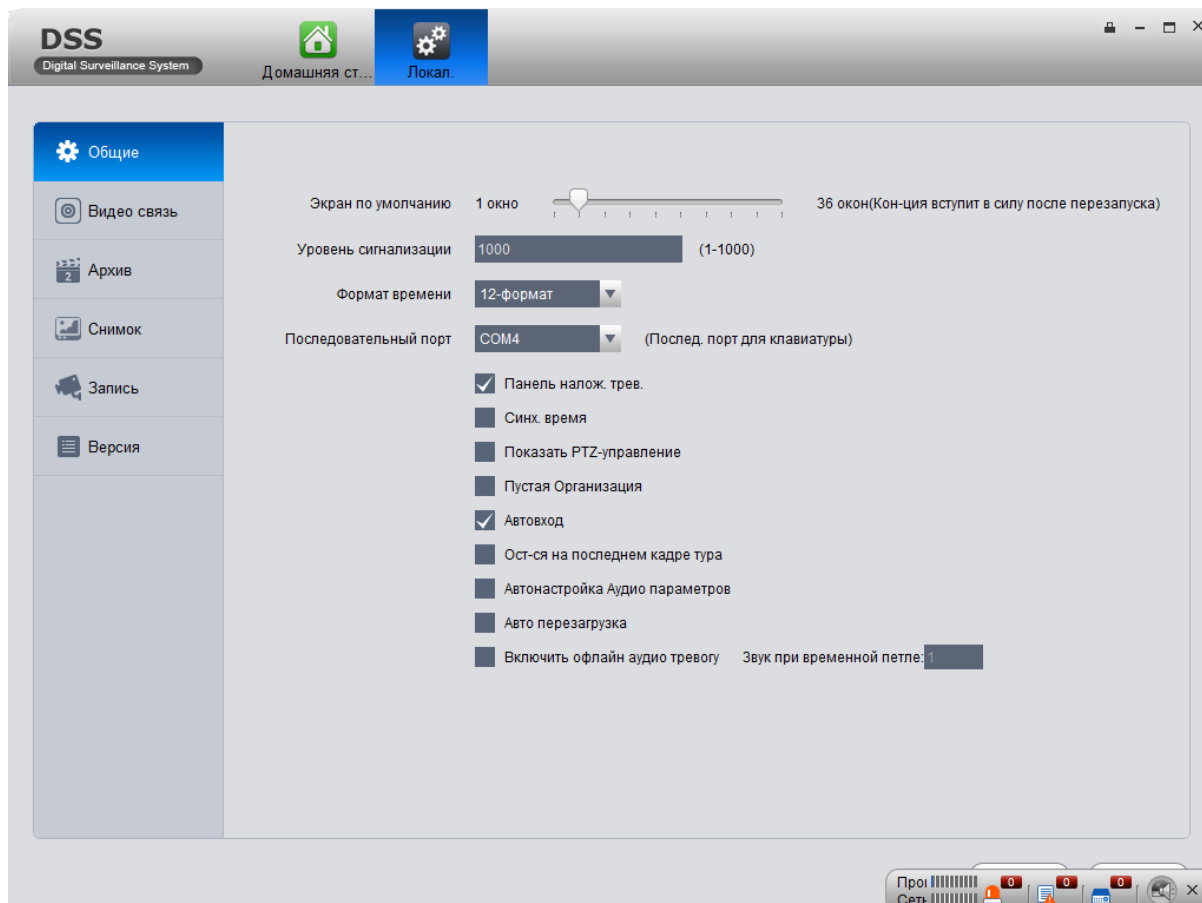 DSS
Digital Surveillance System
Домашняя ст...
Локал.
Общие
Видео связь
2
Архив
Снимок
Запись
Версия
Экран по умолчанию 1 окно 36 окон(Кон-ция вступит в силу после перезапуска)
Уровень сигнализации 1000 (1-1000)
Формат времени 12-формат
Последовательный порт COM4 (Послед. порт для клавиатуры)
Панель налож. трев.
Синх. время
Показать PTZ-управление
Пустая Организация
Автовход
Ост-ся на последнем кадре тура
Автонастройка Аудио параметров
Авто перезагрузка
Включить офлайн аудио тревогу Звук при временной петле: 1
0 0 0
Сеть